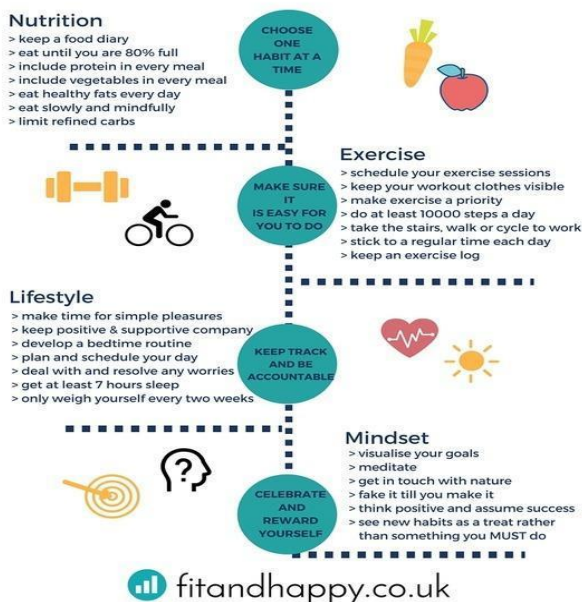 Nutrition
> keep a food diary
> eat until you are 80% full
> include protein in every meal
> include vegetables in every meal
> eat healthy fats every day
> eat slowly and mindfully
> limit refined carbs
CHOOSE
ONE
HABIT AT A
TIME
Exercise
> schedule your exercise sessions
> keep your workout clothes visible
> make exercise a priority
> do at least 10000 steps a day
> take the stairs, walk or cycle to work
> stick to a regular time each day
> keep an exercise log
MAKE SURE
IT
IS EASY FOR
YOU TO DO
Lifestyle
> make time for simple pleasures
> keep positive & supportive company
> develop a bedtime routine
> plan and schedule your day
> deal with and resolve any worries
> get at least 7 hours sleep
> only weigh yourself every two weeks
KEEP TRACK
AND BE
ACCOUNTABLE
Mindset
> visualise your goals
> meditate
> get in touch with nature
> fake it till you make it
> think positive and assume success
> see new habits as a treat rather
than something you MUST do
?
CELEBRATE
AND
REWARD
YOURSELF
fitandhappy.co.uk